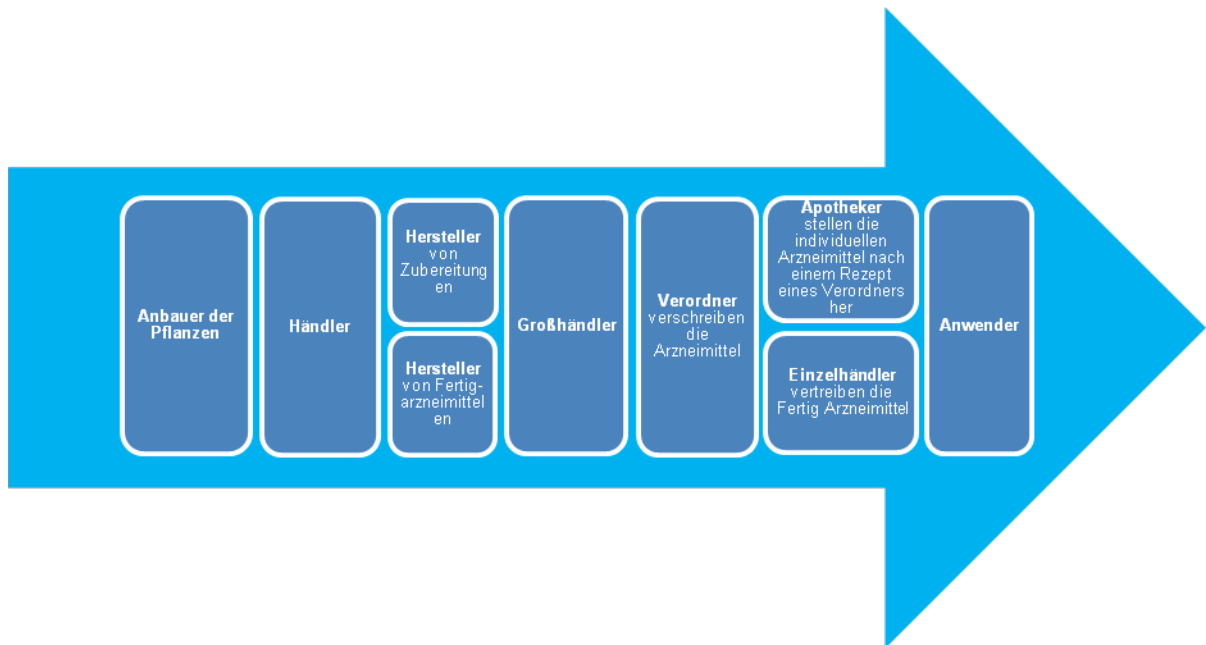 Anbauer der
Pflanzen
Händler
Hersteller
von
Zubereitung
en
Hersteller
von Fertig-
arzneimittel
en
Großhändler
Verordner
verschreiben
die
Arzneimittel
Apotheker
stellen die
individuellen
Arzneimittel nach
einem Rezept
eines Verordners
her
Einzelhändler
vertreiben die
Fertig Arzneimittel
Anwender